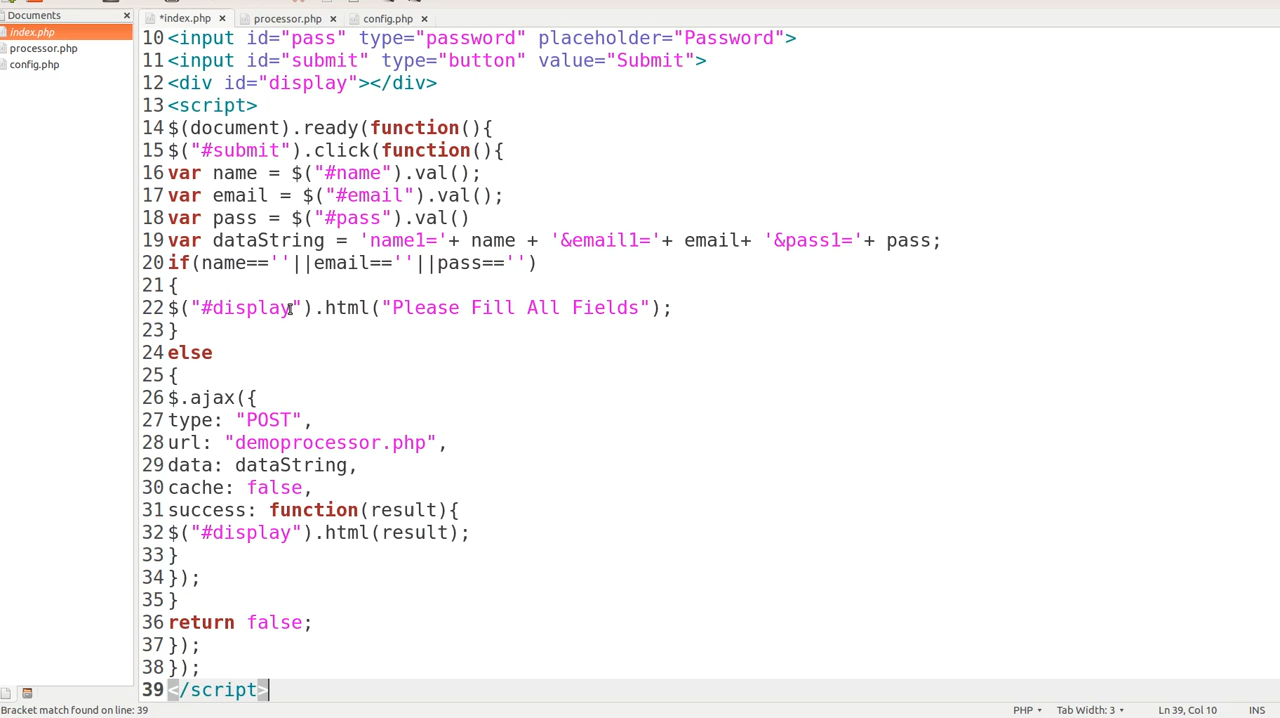 Documents ×
index.php
processor.php
config.php
*index.php × processor.php × config.php ×
10 <input id="pass" type="password" placeholder="Password">
11 <input id="submit" type="button" value="Submit">
12 <div id="display"></div>
13 <script>
14 $(document).ready(function(){
15 $("#submit").click(function(){
16 var name = $("#name").val();
17 var email = $("#email").val();
18 var pass = $("#pass").val()
19 var dataString = 'name1='+ name + '&email1='+ email+ '&pass1='+ pass;
20 if(name==''||email==''||pass=='')
21 {
22 $("#display").html("Please Fill All Fields");
23 }
24 else
25 {
26 $.ajax({
27 type: "POST",
28 url: "demoprocessor.php",
29 data: dataString,
30 cache: false,
31 success: function(result){
32 $("#display").html(result);
33 }
34 });
35 }
36 return false;
37 });
38 });
39 </script>
Bracket match found on line: 39 PHP Tab Width: 3 Ln 39, Col 10 INS